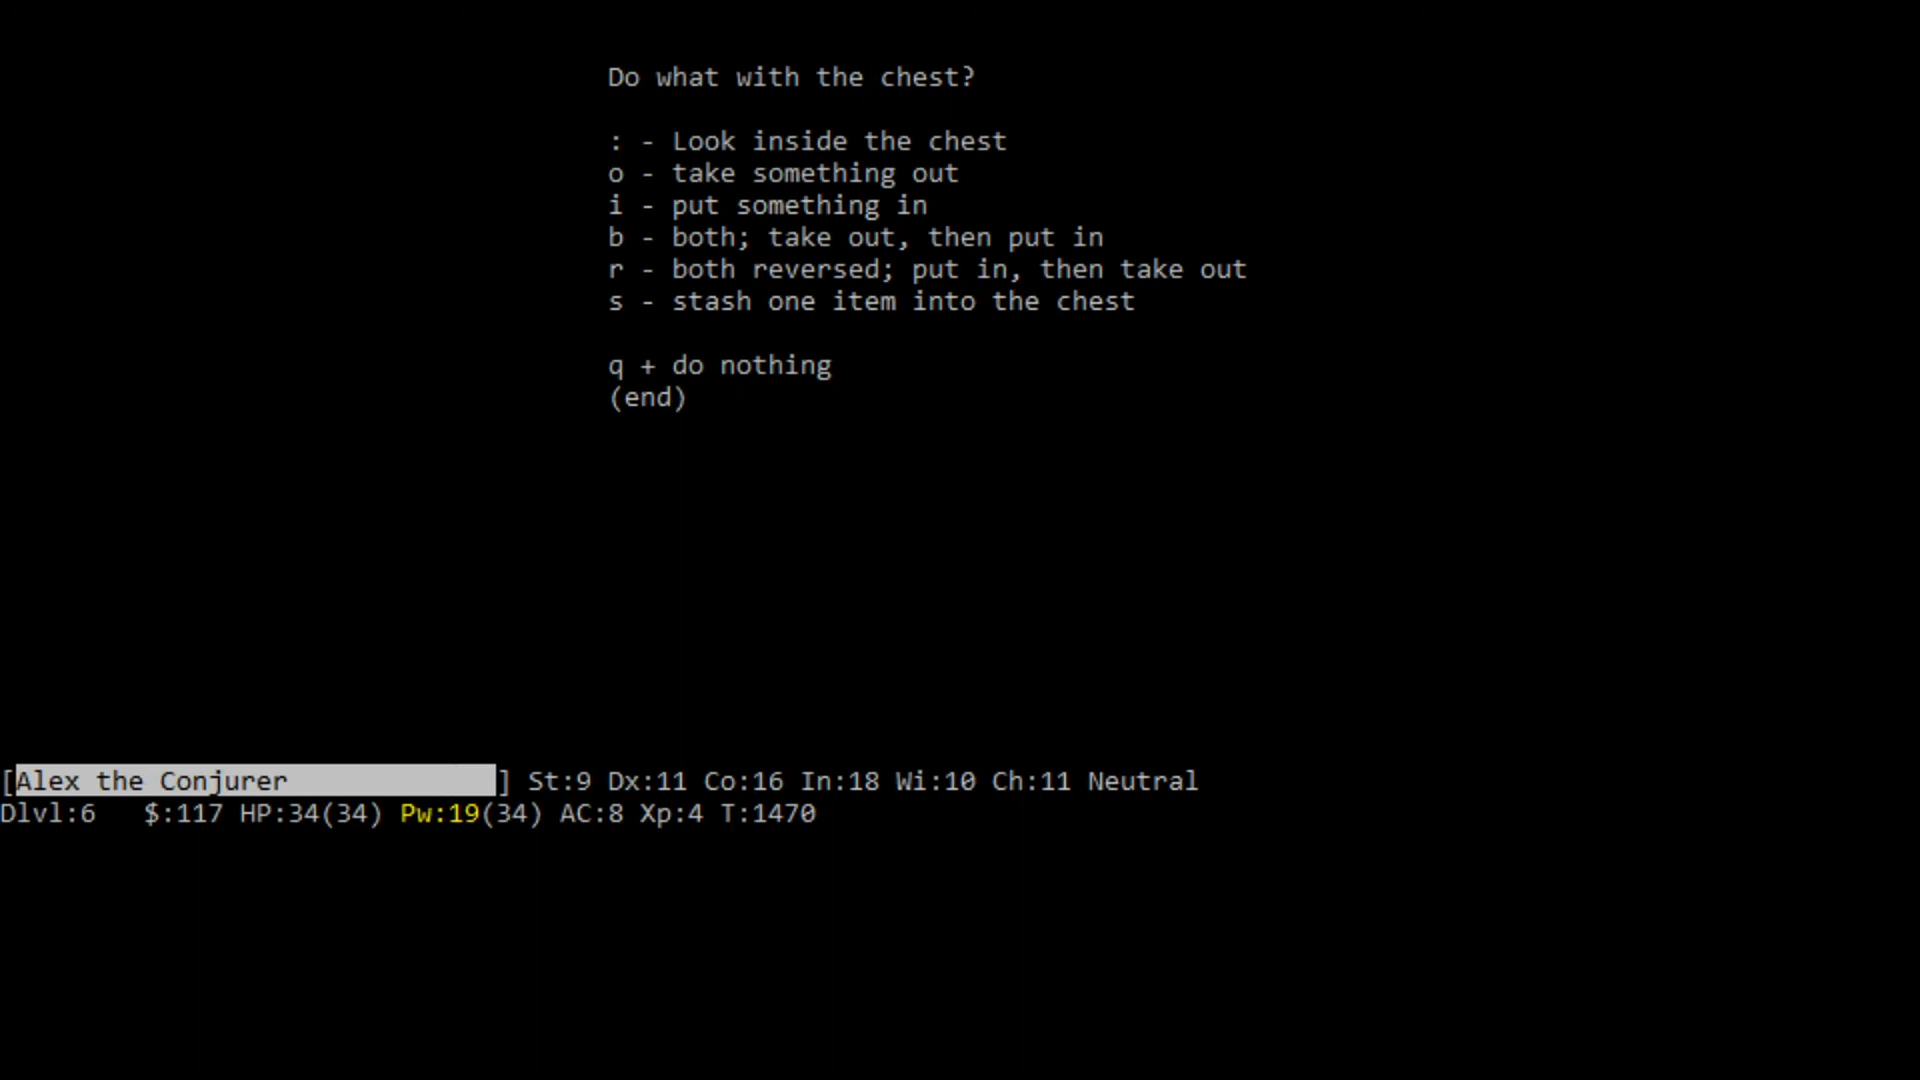 Do what with the chest?
: - Look inside the chest
o - take something out
i - put something in
b - both; take out, then put in
r - both reversed; put in, then take out
s - stash one item into the chest
q + do nothing
(end)
[Alex the Conjurer             ] St:9 Dx:11 Co:16 In:18 Wi:10 Ch:11 Neutral
Dlvl:6   $:117 HP:34(34) Pw:19(34) AC:8 Xp:4 T:1470